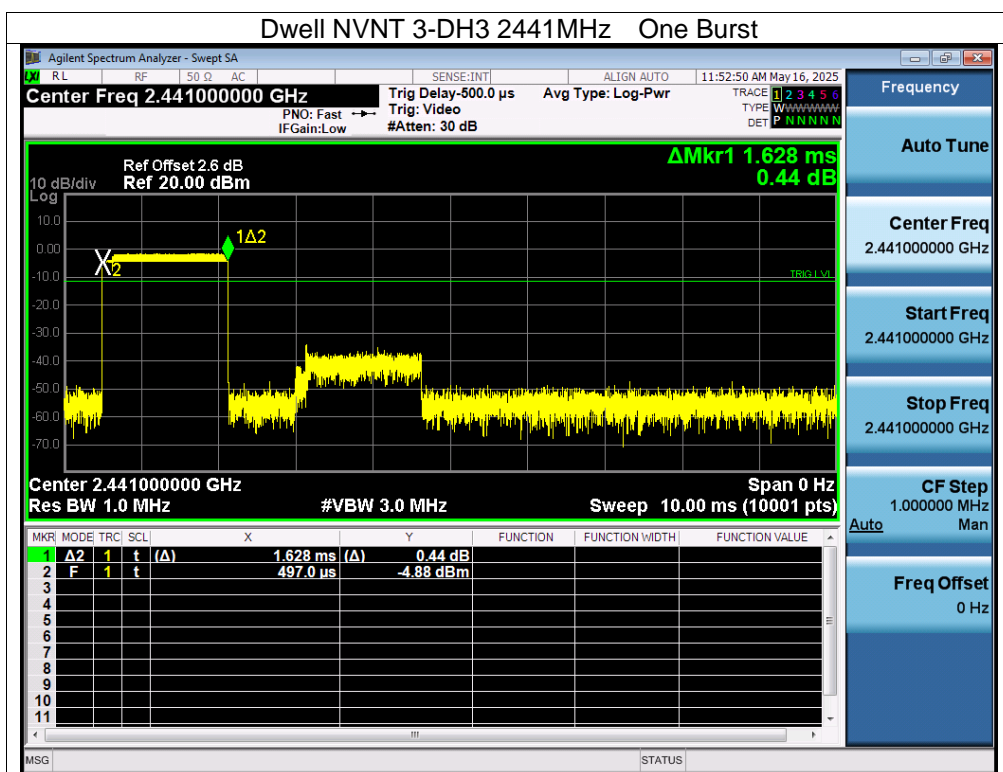 Dwell NVNT 3-DH3 2441MHz One Burst
Agilent Spectrum Analyzer - Swept SA
LXI RL RF 50 Ω AC SENSE:INT ALIGN AUTO 11:52:50 AM May 16, 2025
Center Freq 2.441000000 GHz
PNO: Fast
IFGain:Low
Trig Delay-500.0 µs
Trig: Video
#Atten: 30 dB
Avg Type: Log-Pwr
TRACE 1 2 3 4 5 6
TYPE WWWWWWW
DET P N N N N N
ΔMkr1 1.628 ms
0.44 dB
Ref Offset 2.6 dB
10 dB/div Ref 20.00 dBm
Log
10.0
0.00
-10.0
-20.0
-30.0
-40.0
-50.0
-60.0
-70.0
1Δ2
2
TRIG LVL
Center 2.441000000 GHz Span 0 Hz
Res BW 1.0 MHz #VBW 3.0 MHz Sweep 10.00 ms (10001 pts)
MKR MODE TRC SCL X Y FUNCTION FUNCTION WIDTH FUNCTION VALUE
1 Δ2 1 t (Δ) 1.628 ms (Δ) 0.44 dB
2 F 1 t 497.0 µs -4.88 dBm
3
4
5
6
7
8
9
10
11
MSG STATUS
Frequency
Auto Tune
Center Freq
2.441000000 GHz
Start Freq
2.441000000 GHz
Stop Freq
2.441000000 GHz
CF Step
1.000000 MHz
Auto Man
Freq Offset
0 Hz